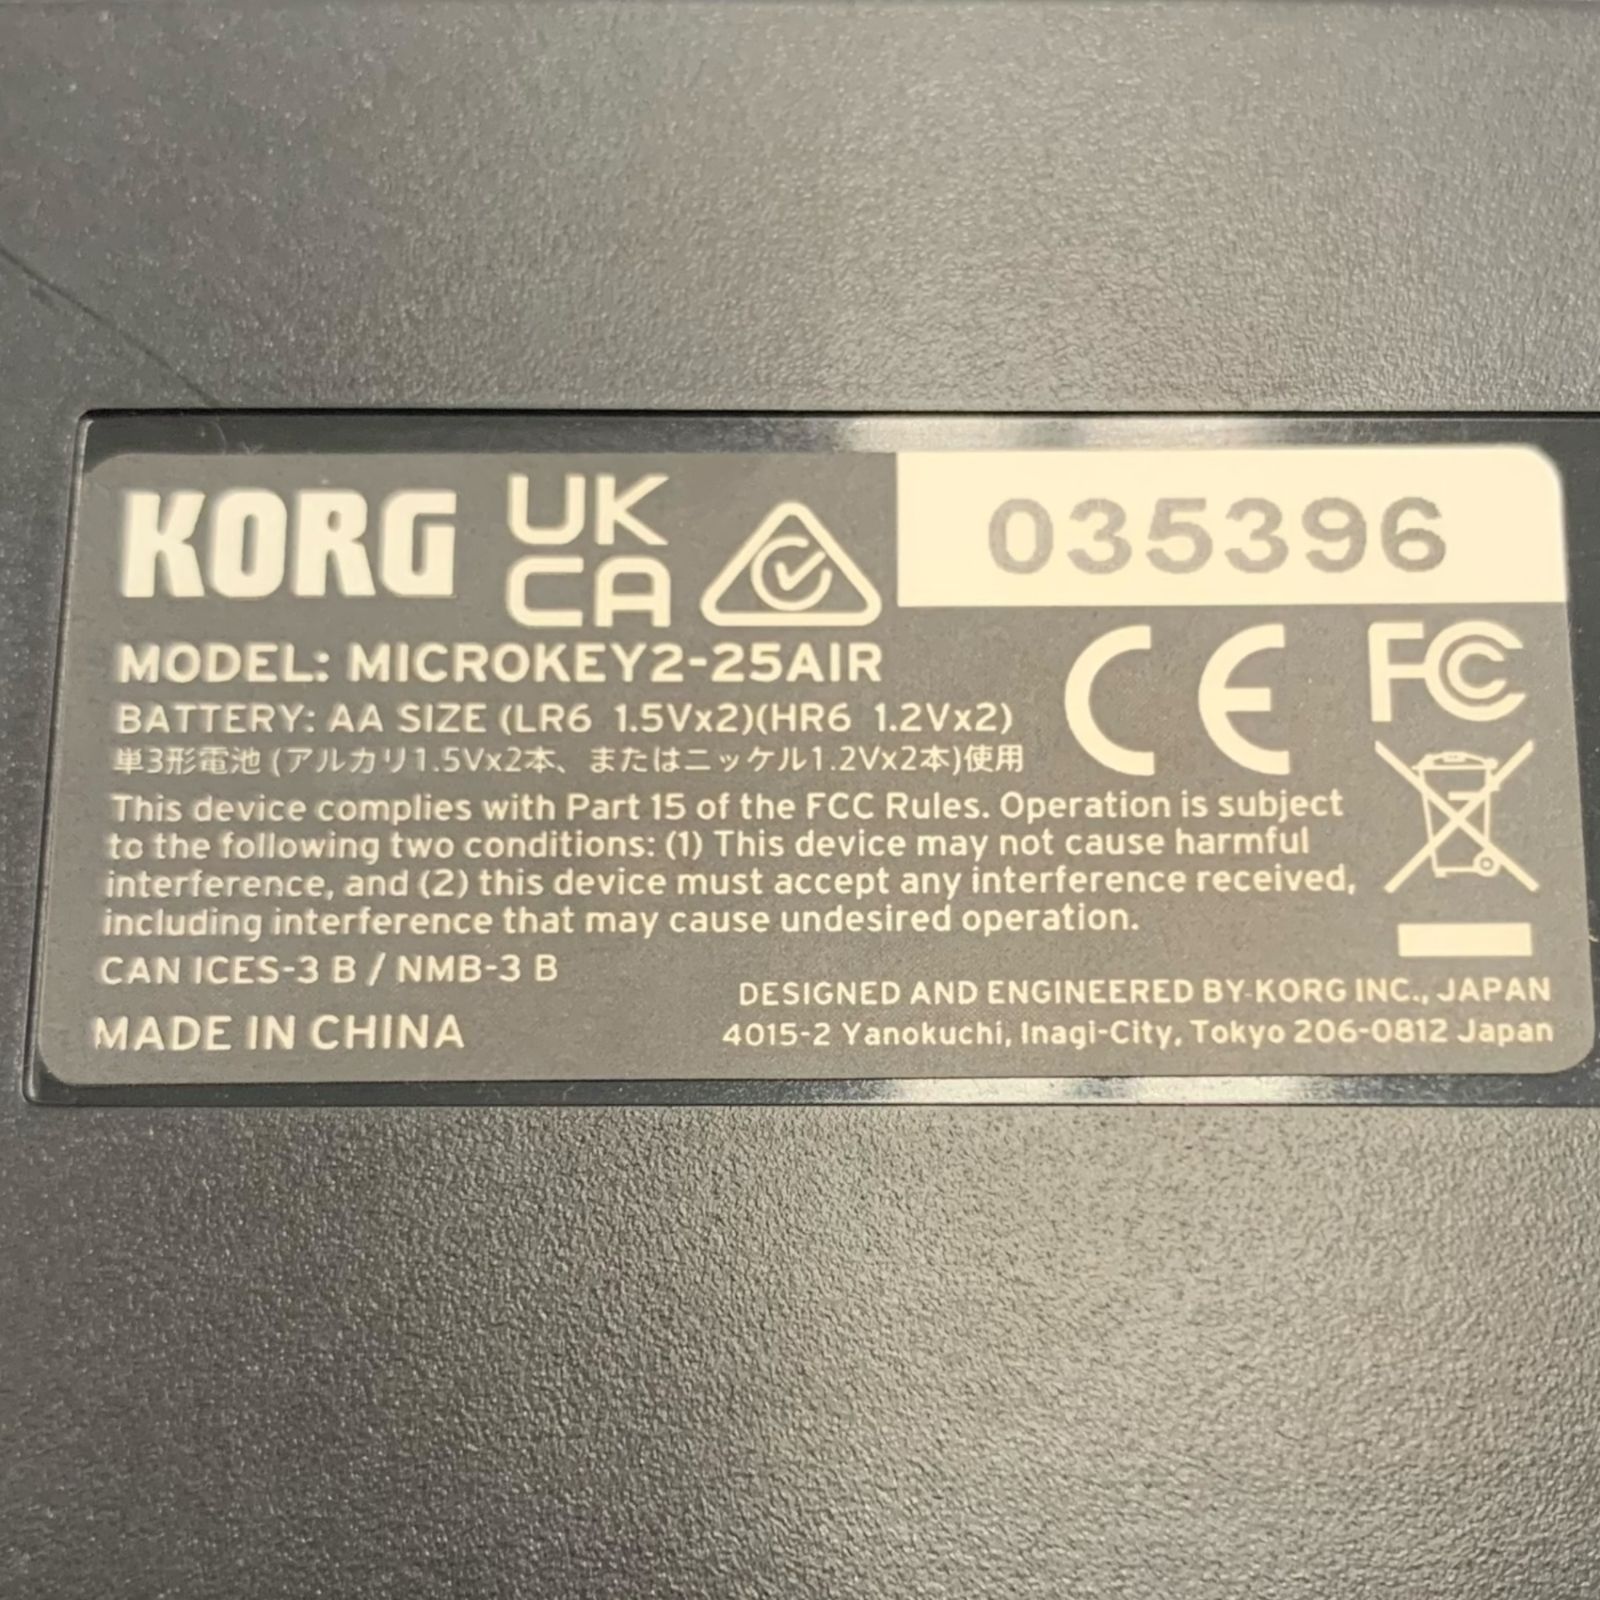 KORG
UK
CA
035396
CE
FC
MODEL: MICROKEY2-25AIR
BATTERY: AA SIZE (LR6 1.5Vx2)(HR6 1.2Vx2)
単3形電池 (アルカリ1.5Vx2本、またはニッケル1.2Vx2本)使用
This device complies with Part 15 of the FCC Rules. Operation is subject
to the following two conditions: (1) This device may not cause harmful
interference, and (2) this device must accept any interference received,
including interference that may cause undesired operation.
CAN ICES-3 B / NMB-3 B
MADE IN CHINA
DESIGNED AND ENGINEERED BY KORG INC., JAPAN
4015-2 Yanokuchi, Inagi-City, Tokyo 206-0812 Japan